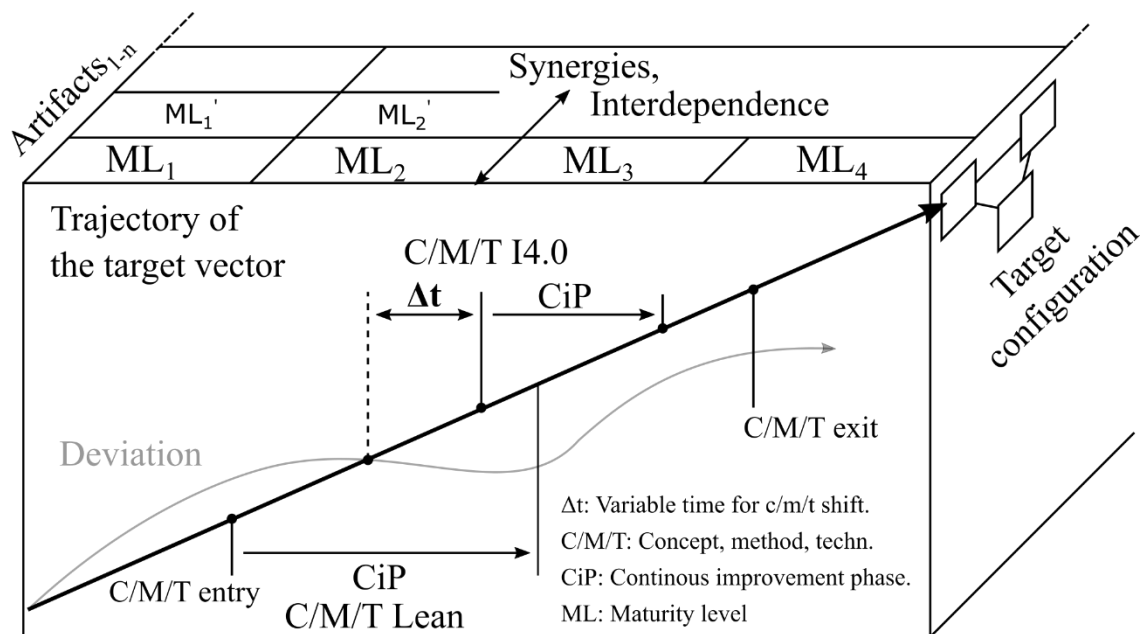 Artifacts1-n
Synergies,
Interdependence
ML1'
ML2'
ML1
ML2
ML3
ML4
Trajectory of
the target vector
C/M/T I4.0
Δt
CiP
Target
configuration
Deviation
C/M/T exit
C/M/T entry
CiP
C/M/T Lean
Δt: Variable time for c/m/t shift.
C/M/T: Concept, method, techn.
CiP: Continous improvement phase.
ML: Maturity level